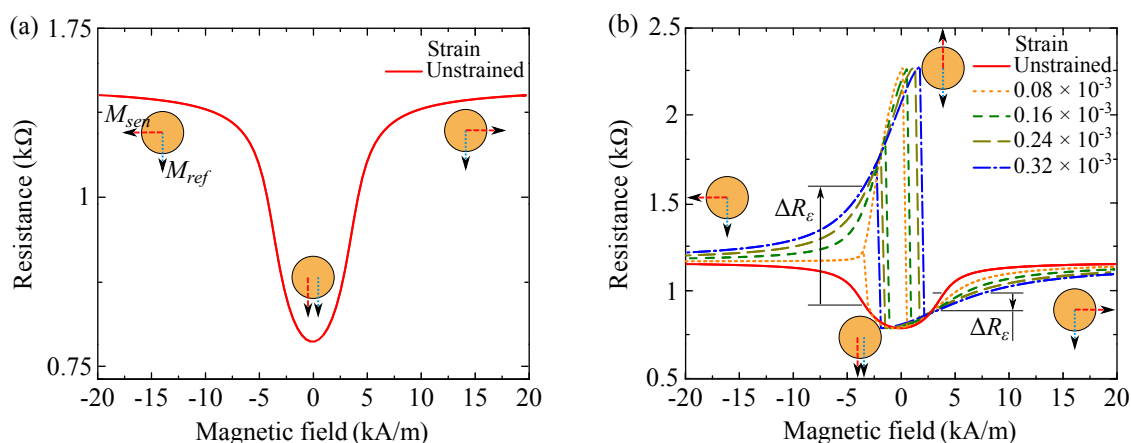 (a)
1.75
1
0.75
Resistance (kΩ)
Strain
Unstrained
M_sen
M_ref
-20 -15 -10 -5 0 5 10 15 20
Magnetic field (kA/m)
(b)
2.5
2
1.5
1
0.5
Resistance (kΩ)
Strain
Unstrained
0.08 × 10⁻³
0.16 × 10⁻³
0.24 × 10⁻³
0.32 × 10⁻³
ΔR_ε
ΔR_ε
-20 -15 -10 -5 0 5 10 15 20
Magnetic field (kA/m)